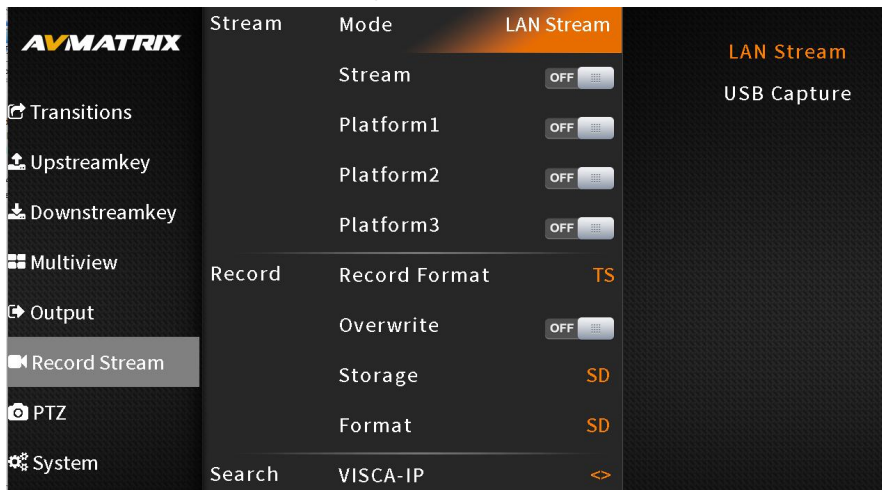 AVMATRIX
Transitions
Upstreamkey
Downstreamkey
Multiview
Output
Record Stream
PTZ
System
Stream Mode LAN Stream
Stream OFF
Platform1 OFF
Platform2 OFF
Platform3 OFF
Record Record Format TS
Overwrite OFF
Storage SD
Format SD
Search VISCA-IP <>
LAN Stream
USB Capture